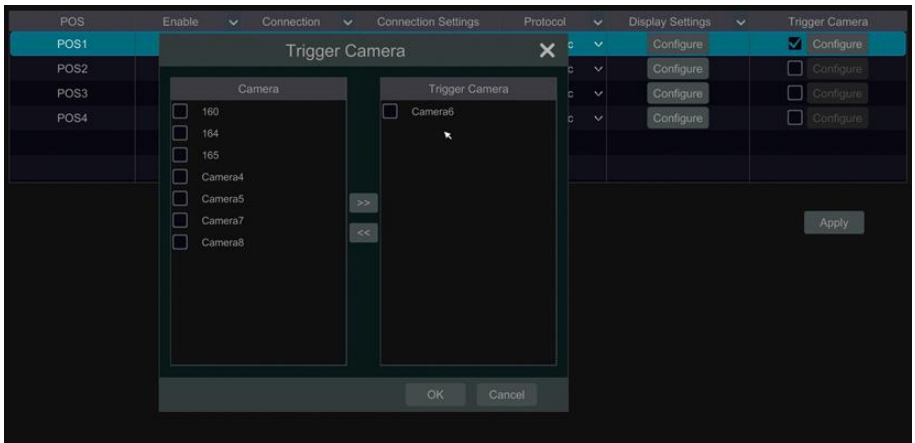 POS Enable Connection Connection Settings Protocol Display Settings Trigger Camera
POS1 Configure Configure
POS2 Configure Configure
POS3 Configure Configure
POS4 Configure Configure
Trigger Camera
Camera
160
164
165
Camera4
Camera5
Camera7
Camera8
>>
<<
Trigger Camera
Camera6
OK Cancel
Apply